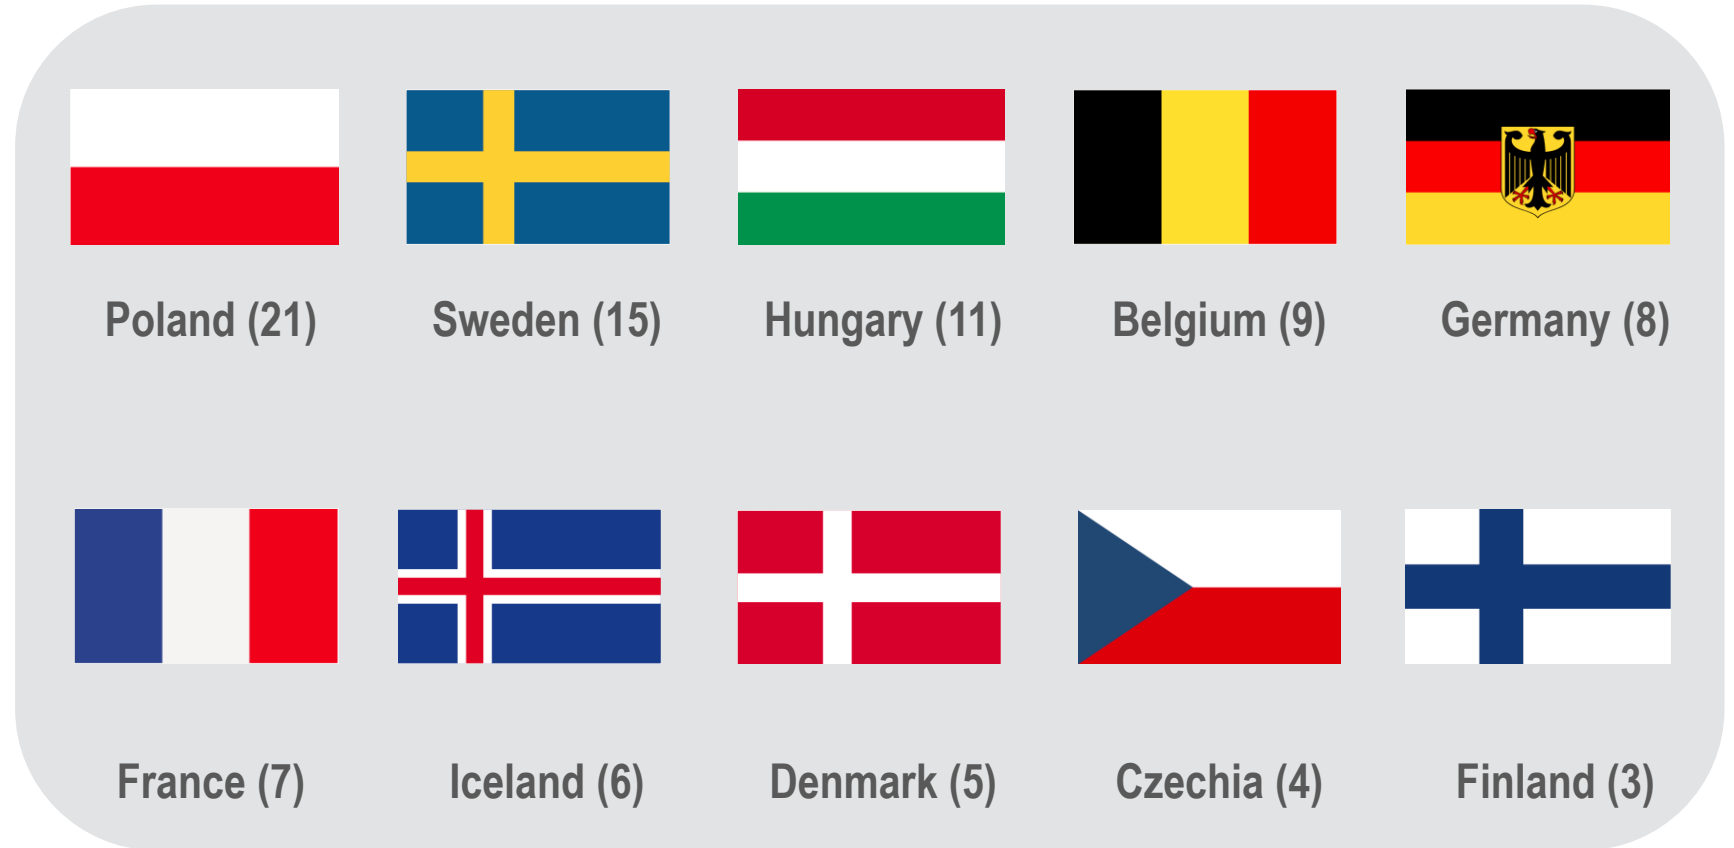 Poland (21) Sweden (15) Hungary (11) Belgium (9) Germany (8)
France (7) Iceland (6) Denmark (5) Czechia (4) Finland (3)